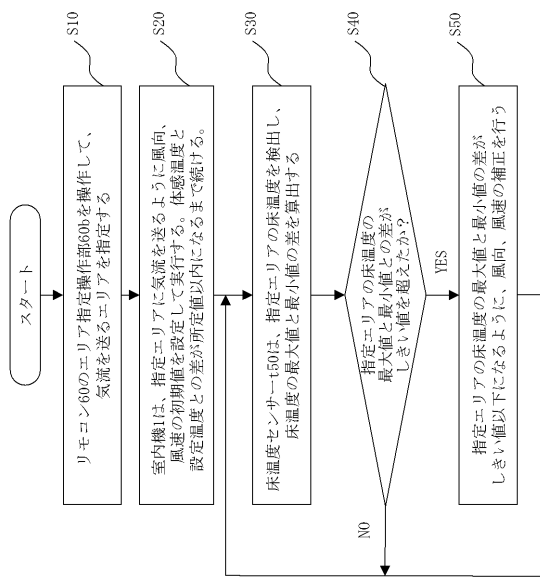 スタート
S10
リモコン60のエリア指定操作部60bを操作して、
気流を送るエリアを指定する
S20
室内機1は、指定エリアに気流を送るように風向、
風速の初期値を設定して実行する。体感温度と
設定温度との差が所定値以内になるまで続ける。
S30
床温度センサーt50は、指定エリアの床温度を検出し、
床温度の最大値と最小値の差を算出する
S40
指定エリアの床温度の
最大値と最小値との差が
しきい値を超えたか？
NO
YES
S50
指定エリアの床温度の最大値と最小値の差が
しきい値以下になるように、風向、風速の補正を行う